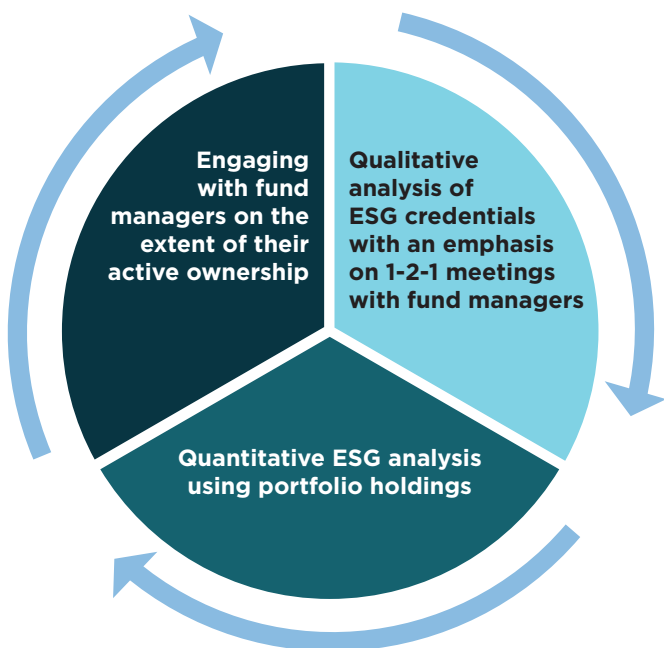 Engaging
with fund
managers on the
extent of their
active ownership
Qualitative
analysis of
ESG credentials
with an emphasis
on 1-2-1 meetings
with fund managers
Quantitative ESG analysis
using portfolio holdings